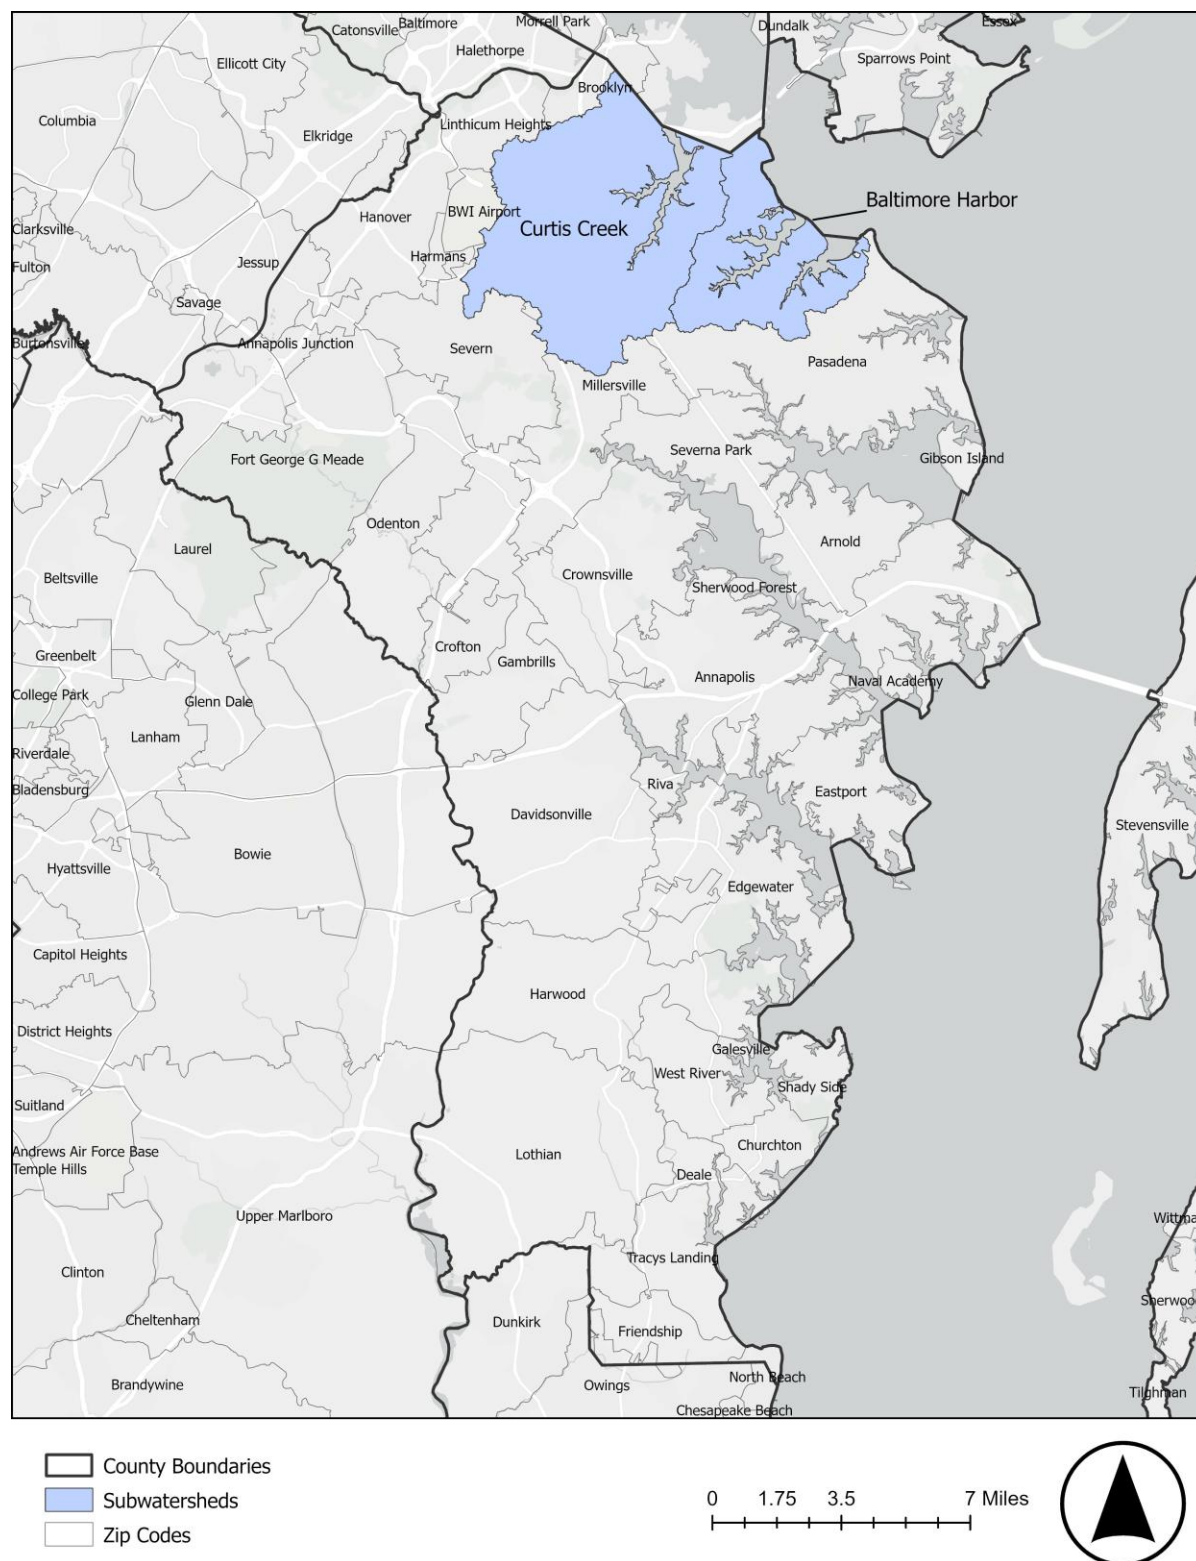 Morrell Park
Dundalk
Essex
Baltimore
Catonsville
Halethorpe
Sparrows Point
Ellicott City
Brooklyn
Columbia
Linthicum Heights
Elkridge
Baltimore Harbor
BWI Airport
Hanover
Curtis Creek
Clarksville
Harmans
Jessup
Fulton
Savage
Burtonsville
Annapolis Junction
Severn
Pasadena
Millersville
Severna Park
Fort George G Meade
Gibson Island
Odenton
Arnold
Laurel
Crownsville
Beltsville
Sherwood Forest
Crofton
Greenbelt
Gambrills
Annapolis
Naval Academy
College Park
Glenn Dale
Lanham
Riverdale
Riva
Bladensburg
Eastport
Davidsonville
Stevensville
Bowie
Hyattsville
Edgewater
Capitol Heights
Harwood
District Heights
Galesville
West River
Shady Side
Suitland
Churchton
Andrews Air Force Base
Lothian
Temple Hills
Deale
Upper Marlboro
Wittma
Tracys Landing
Clinton
Sherwoo
Cheltenham
Dunkirk
Friendship
North Beach
Brandywine
Owings
Tilghman
Chesapeake Beach
County Boundaries
Subwatersheds
Zip Codes
0 1.75 3.5 7 Miles